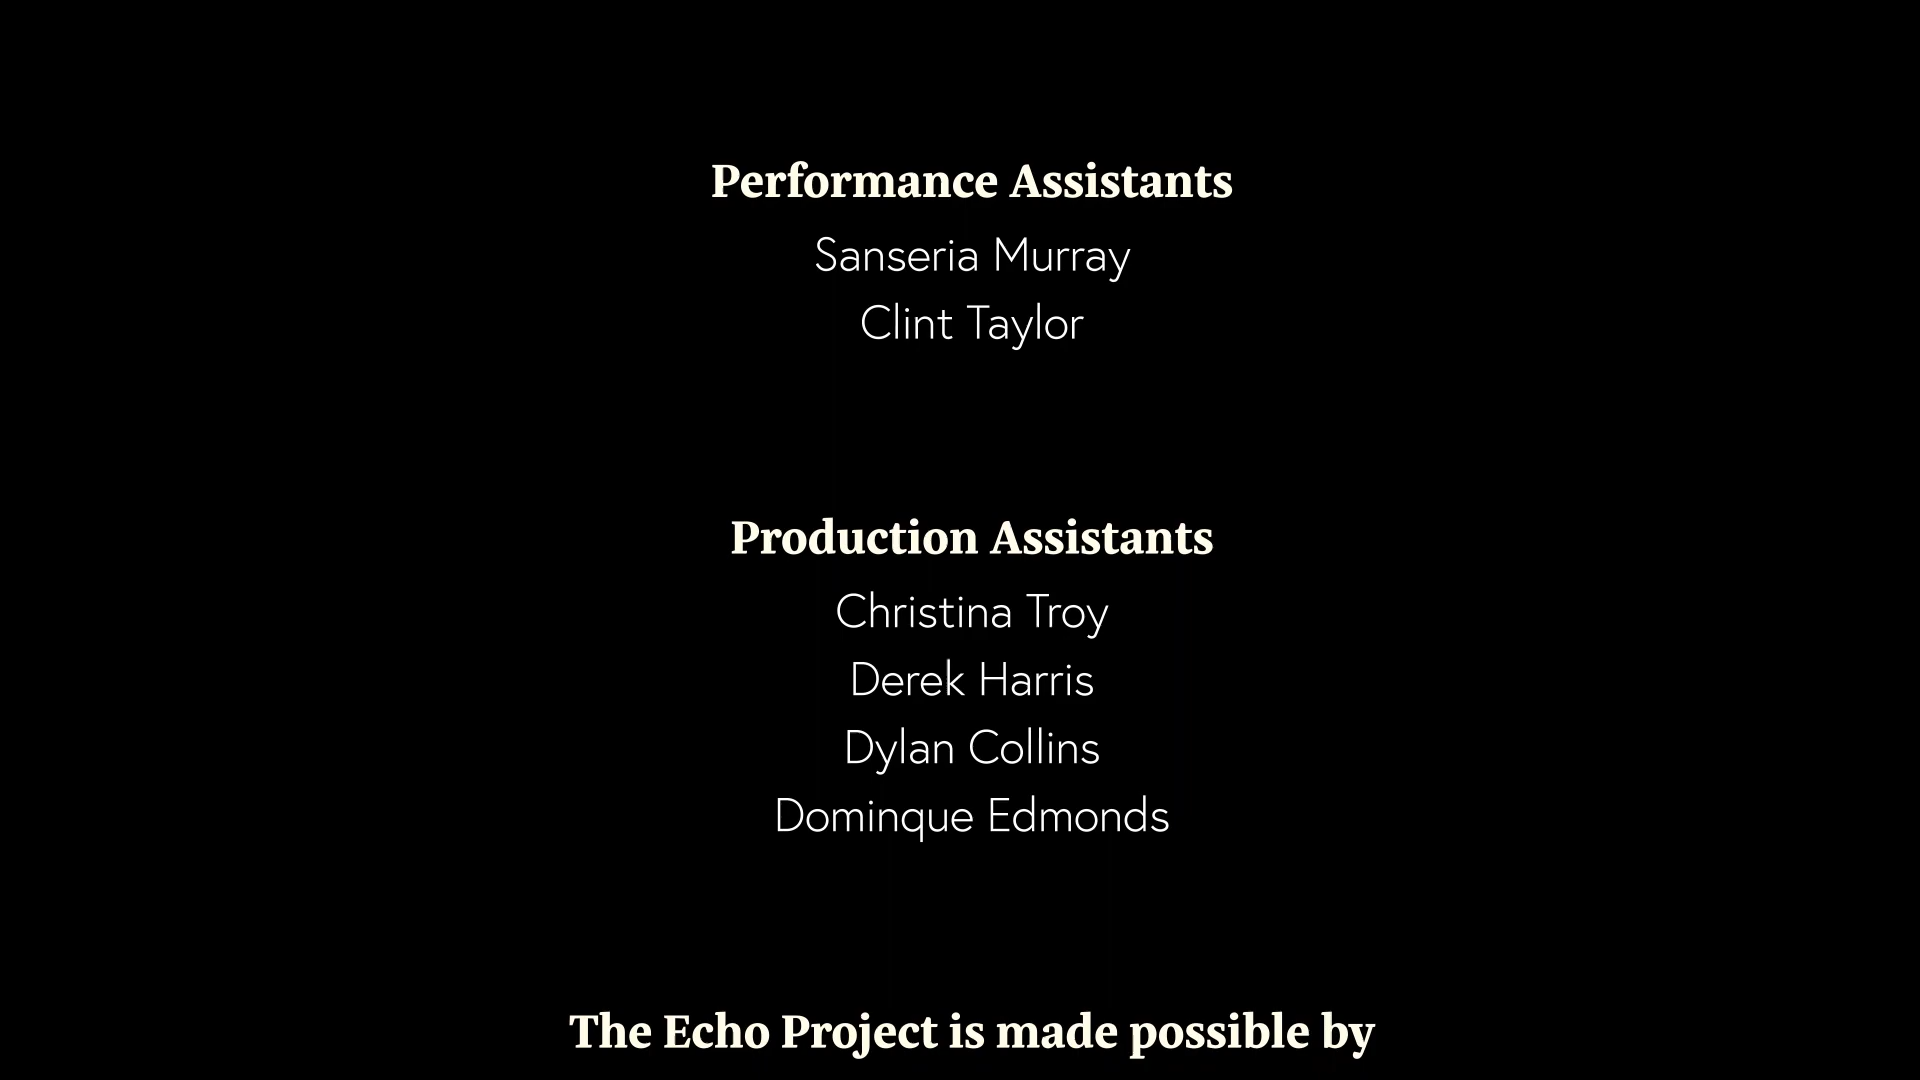 Performance Assistants
Sanseria Murray
Clint Taylor
Production Assistants
Christina Troy
Derek Harris
Dylan Collins
Dominque Edmonds
The Echo Project is made possible by